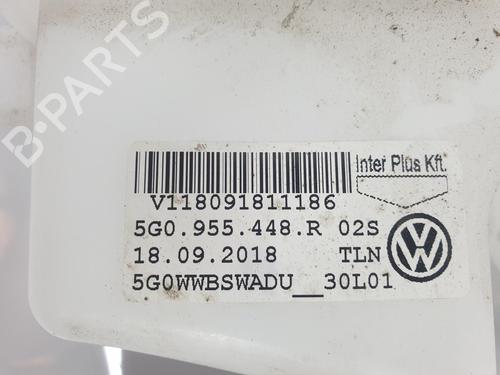 Inter Plus Kft.
V118091811186
5G0.955.448.R 02S
18.09.2018 TLN
5G0WWBSWADU__30L01
B-PARTS